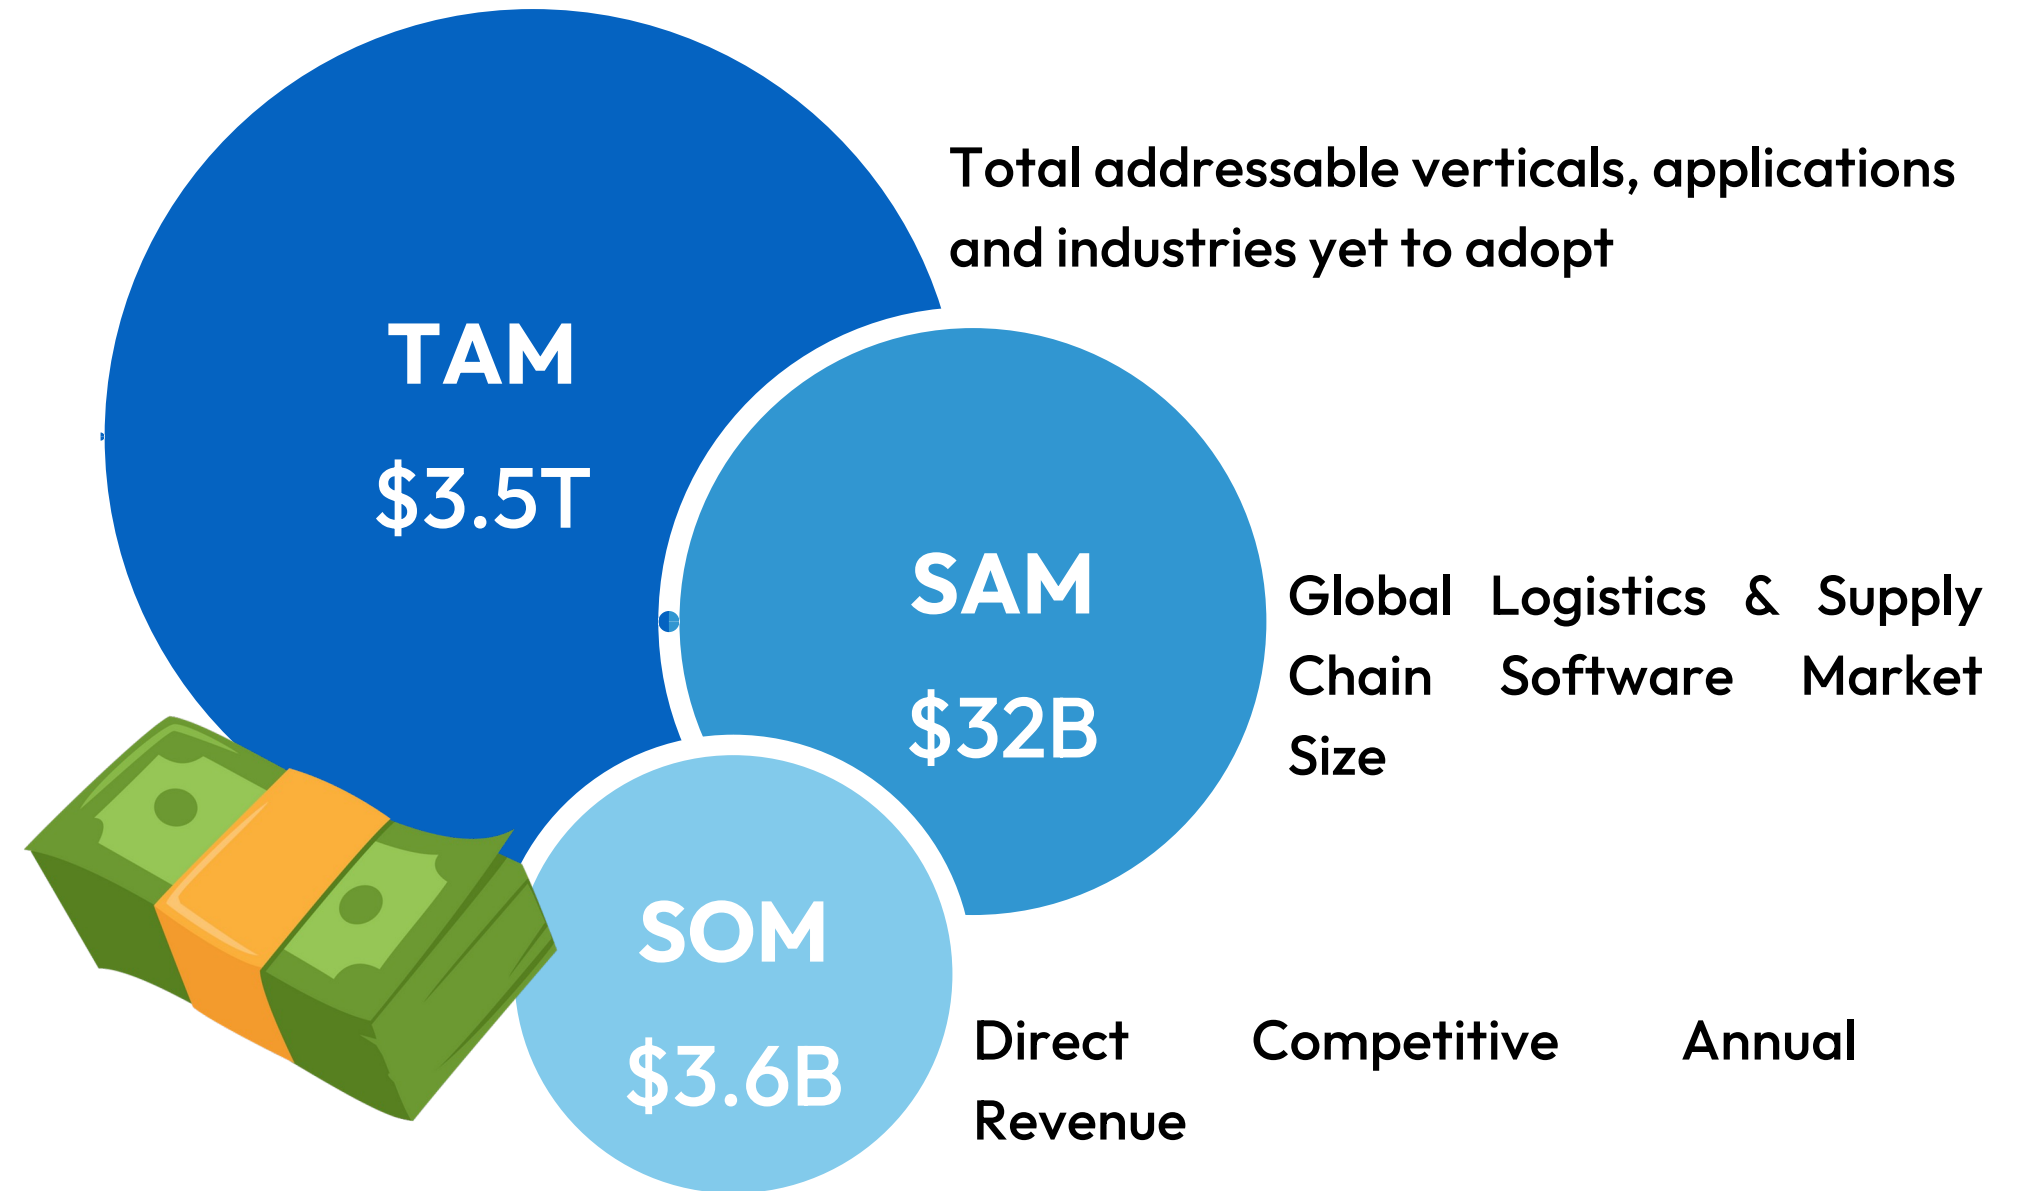 Total addressable verticals, applications
and industries yet to adopt
TAM
$3.5T
SAM
$32B
Global Logistics & Supply
Chain Software Market
Size
SOM
$3.6B
Direct Competitive Annual
Revenue